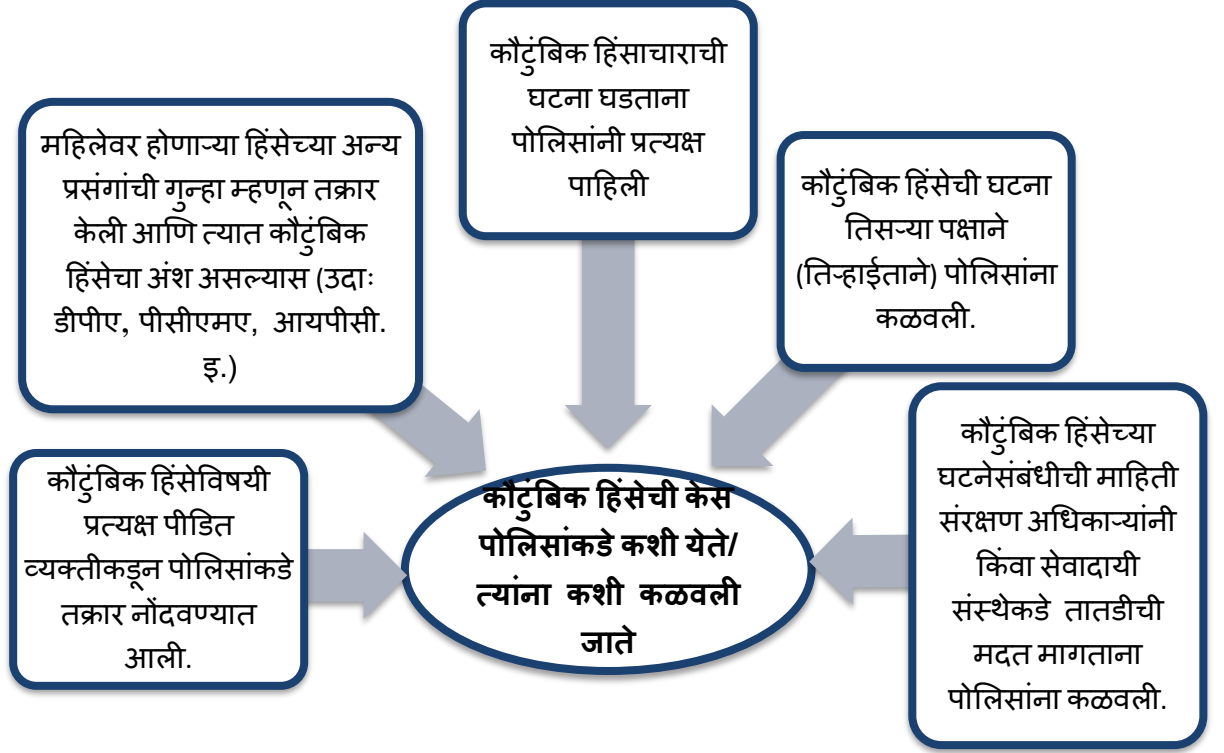 कौटुंबिक हिंसाचाराची
घटना घडताना
पोलिसांनी प्रत्यक्ष
पाहिली
महिलेवर होणाऱ्या हिंसेच्या अन्य
प्रसंगांची गुन्हा म्हणून तक्रार
केली आणि त्यात कौटुंबिक
हिंसेचा अंश असल्यास (उदाः
डीपीए, पीसीएमए, आयपीसी.
इ.)
कौटुंबिक हिंसेची घटना
तिसऱ्या पक्षाने
(तिऱ्हाईताने) पोलिसांना
कळवली.
कौटुंबिक हिंसेविषयी
प्रत्यक्ष पीडित
व्यक्तीकडून पोलिसांकडे
तक्रार नोंदवण्यात
आली.
कौटुंबिक हिंसेची केस
पोलिसांकडे कशी येते/
त्यांना कशी कळवली
जाते
कौटुंबिक हिंसेच्या
घटनेसंबंधीची माहिती
संरक्षण अधिकाऱ्यांनी
किंवा सेवादायी
संस्थेकडे तातडीची
मदत मागताना
पोलिसांना कळवली.